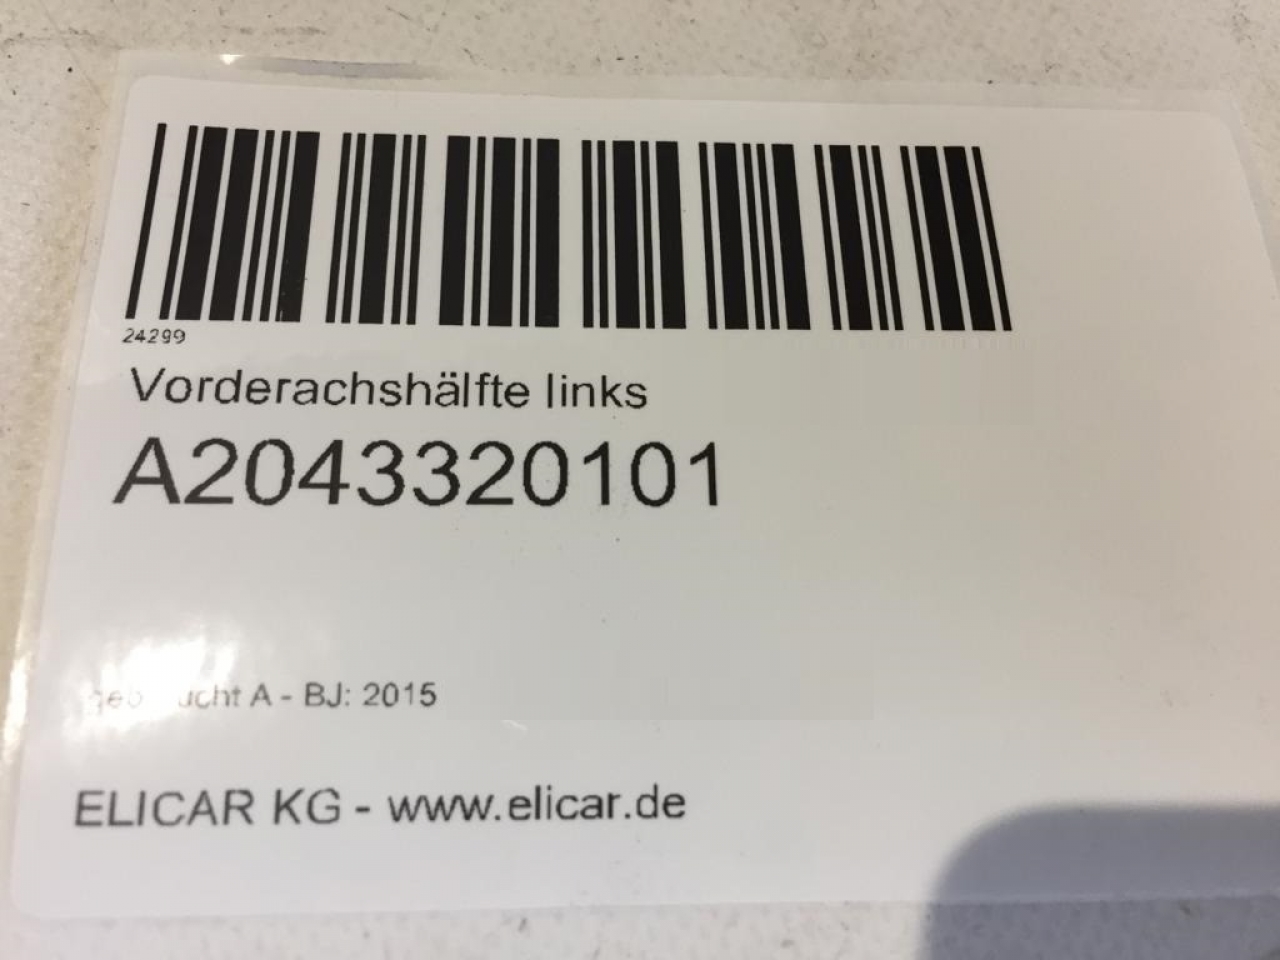 24299
Vorderachshälfte links
A2043320101
A - BJ: 2015
ELICAR KG - www.elicar.de